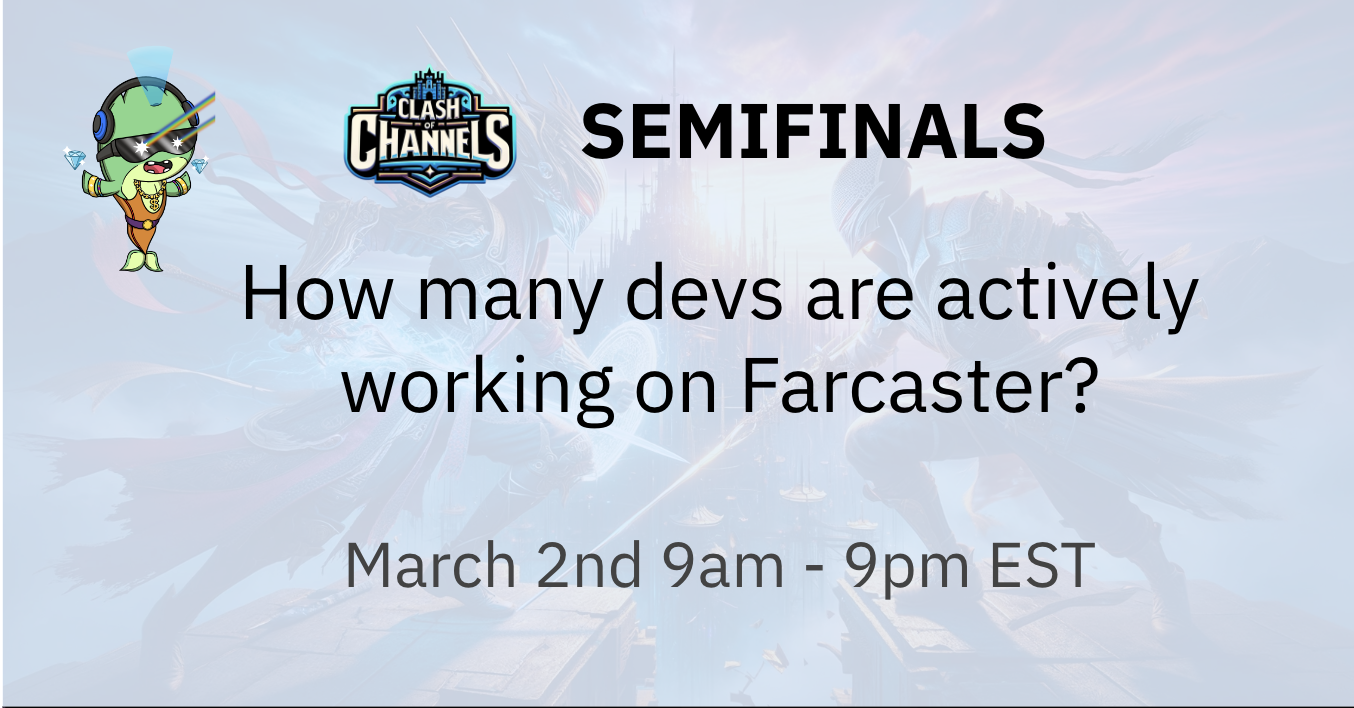 CLASH
OF
CHANNELS
SEMIFINALS
How many devs are actively
working on Farcaster?
March 2nd 9am - 9pm EST